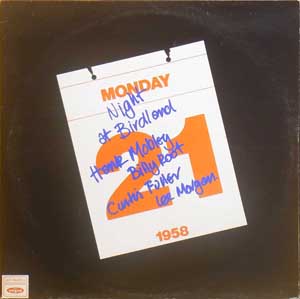 MONDAY
Night
at Birdland
Hank Mobley
Billy Root
21
Curtis Fuller
Lee Morgan
1958